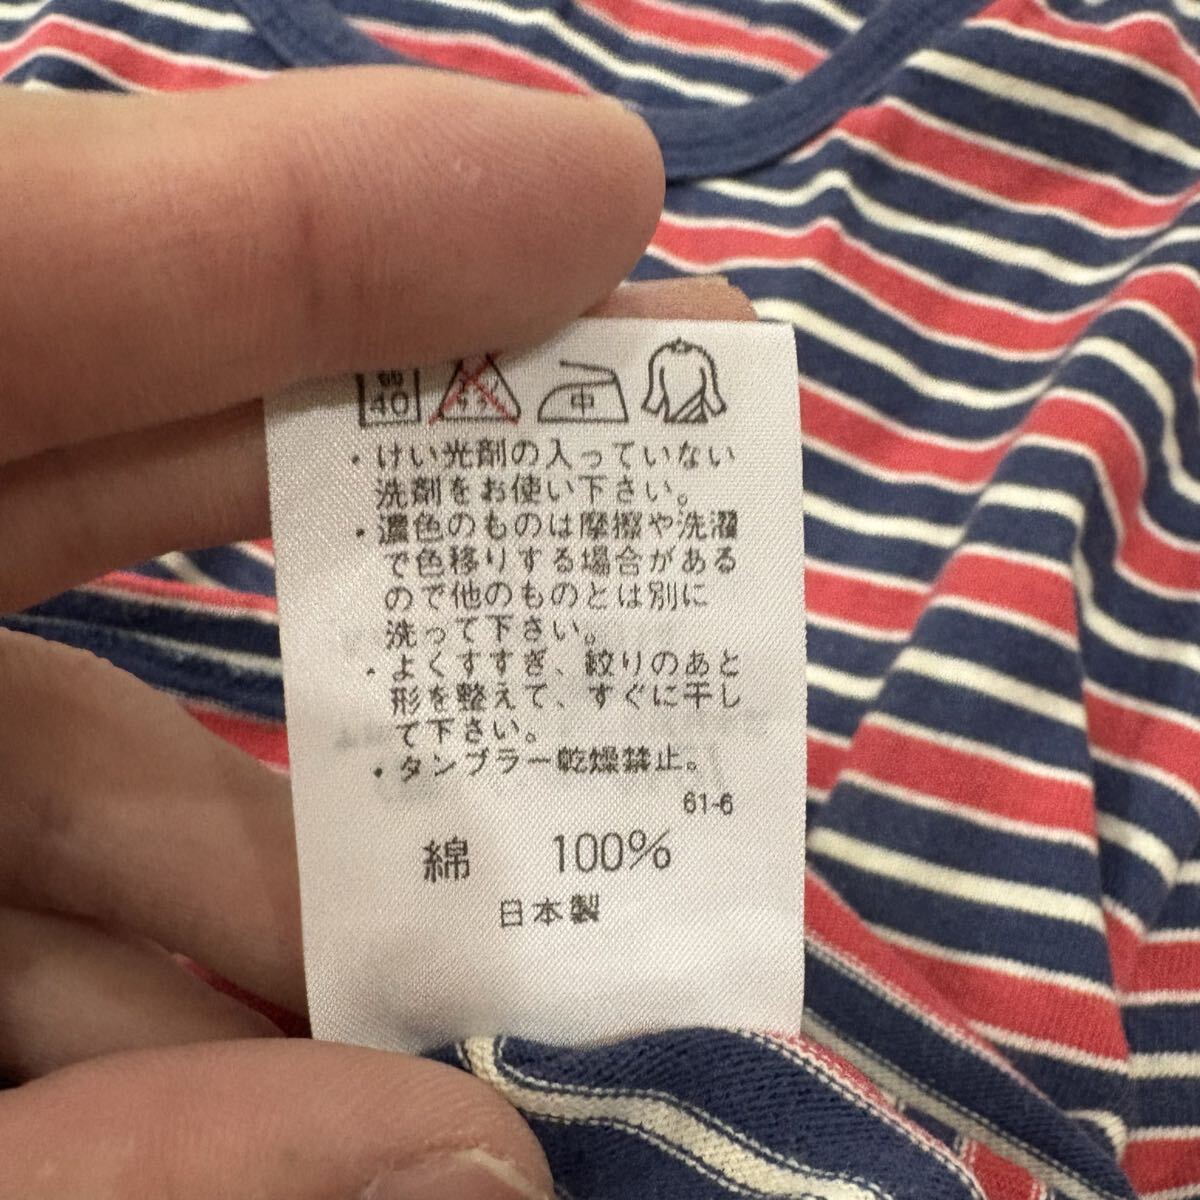 40
中
・けい光剤の入っていない
洗剤をお使い下さい。
・濃色のものは摩擦や洗濯
で色移りする場合がある
ので他のものとは別に
洗って下さい。
・よくすすぎ、絞りのあと
形を整えて、すぐに干し
て下さい。
・タンブラー乾燥禁止。
61-6
綿 100%
日本製